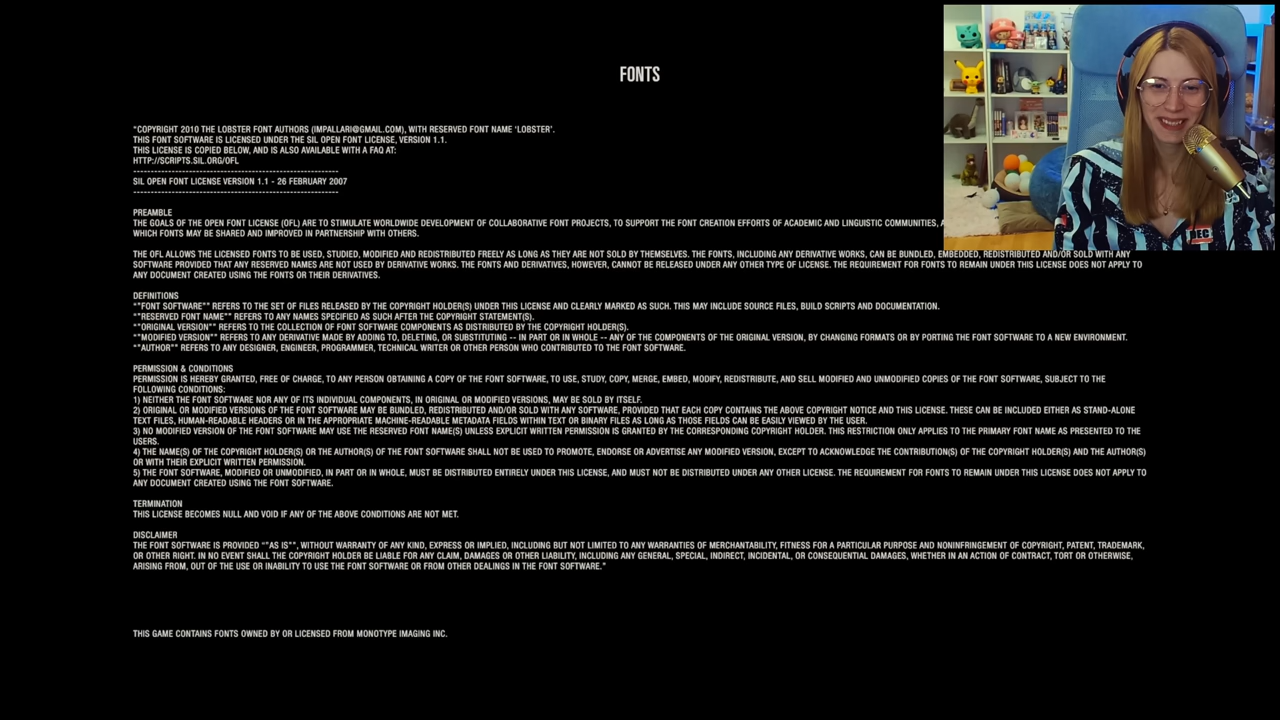 FONTS
"COPYRIGHT 2010 THE LOBSTER FONT AUTHORS (IMPALLARI@GMAIL.COM), WITH RESERVED FONT NAME 'LOBSTER'.
THIS FONT SOFTWARE IS LICENSED UNDER THE SIL OPEN FONT LICENSE, VERSION 1.1.
THIS LICENSE IS COPIED BELOW, AND IS ALSO AVAILABLE WITH A FAQ AT:
HTTP://SCRIPTS.SIL.ORG/OFL
-----------------------------------------------------------
SIL OPEN FONT LICENSE VERSION 1.1 - 26 FEBRUARY 2007
-----------------------------------------------------------
PREAMBLE
THE GOALS OF THE OPEN FONT LICENSE (OFL) ARE TO STIMULATE WORLDWIDE DEVELOPMENT OF COLLABORATIVE FONT PROJECTS, TO SUPPORT THE FONT CREATION EFFORTS OF ACADEMIC AND LINGUISTIC COMMUNITIES,
WHICH FONTS MAY BE SHARED AND IMPROVED IN PARTNERSHIP WITH OTHERS.
THE OFL ALLOWS THE LICENSED FONTS TO BE USED, STUDIED, MODIFIED AND REDISTRIBUTED FREELY AS LONG AS THEY ARE NOT SOLD BY THEMSELVES. THE FONTS, INCLUDING ANY DERIVATIVE WORKS, CAN BE BUNDLED, EMBEDDED, REDISTRIBUTED AND/OR SOLD WITH ANY
SOFTWARE PROVIDED THAT ANY RESERVED NAMES ARE NOT USED BY DERIVATIVE WORKS. THE FONTS AND DERIVATIVES, HOWEVER, CANNOT BE RELEASED UNDER ANY OTHER TYPE OF LICENSE. THE REQUIREMENT FOR FONTS TO REMAIN UNDER THIS LICENSE DOES NOT APPLY TO
ANY DOCUMENT CREATED USING THE FONTS OR THEIR DERIVATIVES.
DEFINITIONS
""FONT SOFTWARE"" REFERS TO THE SET OF FILES RELEASED BY THE COPYRIGHT HOLDER(S) UNDER THIS LICENSE AND CLEARLY MARKED AS SUCH. THIS MAY INCLUDE SOURCE FILES, BUILD SCRIPTS AND DOCUMENTATION.
""RESERVED FONT NAME"" REFERS TO ANY NAMES SPECIFIED AS SUCH AFTER THE COPYRIGHT STATEMENT(S).
""ORIGINAL VERSION"" REFERS TO THE COLLECTION OF FONT SOFTWARE COMPONENTS AS DISTRIBUTED BY THE COPYRIGHT HOLDER(S).
""MODIFIED VERSION"" REFERS TO ANY DERIVATIVE MADE BY ADDING TO, DELETING, OR SUBSTITUTING -- IN PART OR IN WHOLE -- ANY OF THE COMPONENTS OF THE ORIGINAL VERSION, BY CHANGING FORMATS OR BY PORTING THE FONT SOFTWARE TO A NEW ENVIRONMENT.
""AUTHOR"" REFERS TO ANY DESIGNER, ENGINEER, PROGRAMMER, TECHNICAL WRITER OR OTHER PERSON WHO CONTRIBUTED TO THE FONT SOFTWARE.
PERMISSION & CONDITIONS
PERMISSION IS HEREBY GRANTED, FREE OF CHARGE, TO ANY PERSON OBTAINING A COPY OF THE FONT SOFTWARE, TO USE, STUDY, COPY, MERGE, EMBED, MODIFY, REDISTRIBUTE, AND SELL MODIFIED AND UNMODIFIED COPIES OF THE FONT SOFTWARE, SUBJECT TO THE
FOLLOWING CONDITIONS:
1) NEITHER THE FONT SOFTWARE NOR ANY OF ITS INDIVIDUAL COMPONENTS, IN ORIGINAL OR MODIFIED VERSIONS, MAY BE SOLD BY ITSELF.
2) ORIGINAL OR MODIFIED VERSIONS OF THE FONT SOFTWARE MAY BE BUNDLED, REDISTRIBUTED AND/OR SOLD WITH ANY SOFTWARE, PROVIDED THAT EACH COPY CONTAINS THE ABOVE COPYRIGHT NOTICE AND THIS LICENSE. THESE CAN BE INCLUDED EITHER AS STAND-ALONE
TEXT FILES, HUMAN-READABLE HEADERS OR IN THE APPROPRIATE MACHINE-READABLE METADATA FIELDS WITHIN TEXT OR BINARY FILES AS LONG AS THOSE FIELDS CAN BE EASILY VIEWED BY THE USER.
3) NO MODIFIED VERSION OF THE FONT SOFTWARE MAY USE THE RESERVED FONT NAME(S) UNLESS EXPLICIT WRITTEN PERMISSION IS GRANTED BY THE CORRESPONDING COPYRIGHT HOLDER. THIS RESTRICTION ONLY APPLIES TO THE PRIMARY FONT NAME AS PRESENTED TO THE
USERS.
4) THE NAME(S) OF THE COPYRIGHT HOLDER(S) OR THE AUTHOR(S) OF THE FONT SOFTWARE SHALL NOT BE USED TO PROMOTE, ENDORSE OR ADVERTISE ANY MODIFIED VERSION, EXCEPT TO ACKNOWLEDGE THE CONTRIBUTION(S) OF THE COPYRIGHT HOLDER(S) AND THE AUTHOR(S)
OR WITH THEIR EXPLICIT WRITTEN PERMISSION.
5) THE FONT SOFTWARE, MODIFIED OR UNMODIFIED, IN PART OR IN WHOLE, MUST BE DISTRIBUTED ENTIRELY UNDER THIS LICENSE, AND MUST NOT BE DISTRIBUTED UNDER ANY OTHER LICENSE. THE REQUIREMENT FOR FONTS TO REMAIN UNDER THIS LICENSE DOES NOT APPLY TO
ANY DOCUMENT CREATED USING THE FONT SOFTWARE.
TERMINATION
THIS LICENSE BECOMES NULL AND VOID IF ANY OF THE ABOVE CONDITIONS ARE NOT MET.
DISCLAIMER
THE FONT SOFTWARE IS PROVIDED ""AS IS"", WITHOUT WARRANTY OF ANY KIND, EXPRESS OR IMPLIED, INCLUDING BUT NOT LIMITED TO ANY WARRANTIES OF MERCHANTABILITY, FITNESS FOR A PARTICULAR PURPOSE AND NONINFRINGEMENT OF COPYRIGHT, PATENT, TRADEMARK,
OR OTHER RIGHT. IN NO EVENT SHALL THE COPYRIGHT HOLDER BE LIABLE FOR ANY CLAIM, DAMAGES OR OTHER LIABILITY, INCLUDING ANY GENERAL, SPECIAL, INDIRECT, INCIDENTAL, OR CONSEQUENTIAL DAMAGES, WHETHER IN AN ACTION OF CONTRACT, TORT OR OTHERWISE,
ARISING FROM, OUT OF THE USE OR INABILITY TO USE THE FONT SOFTWARE OR FROM OTHER DEALINGS IN THE FONT SOFTWARE."
THIS GAME CONTAINS FONTS OWNED BY OR LICENSED FROM MONOTYPE IMAGING INC.